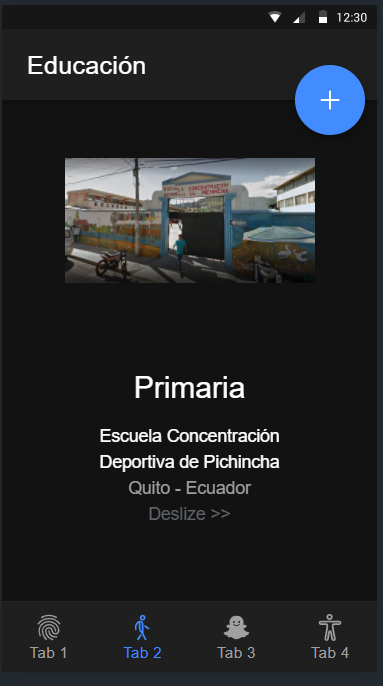 12:30
Educación
ESCUELA CONCENTRACIÓN
DEPORTIVA DE PICHINCHA
Primaria
Escuela Concentración
Deportiva de Pichincha
Quito - Ecuador
Deslize >>
Tab 1 Tab 2 Tab 3 Tab 4